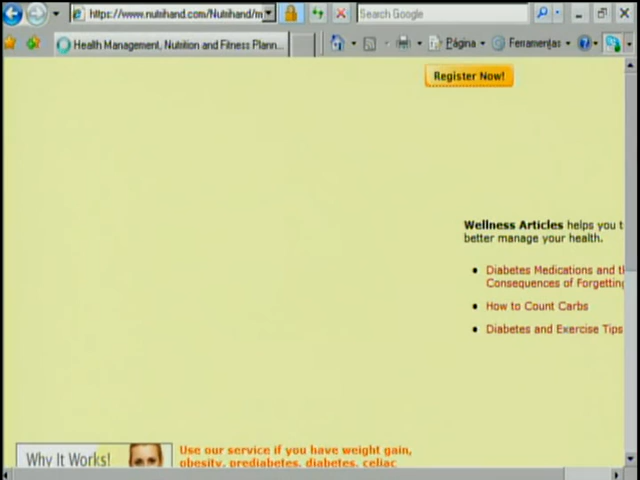 https://www.nutrihand.com/Nutrihand/m
Search Google
Health Management, Nutrition and Fitness Plann...
Página
Ferramentas
Register Now!
Wellness Articles helps you t
better manage your health.
Diabetes Medications and th
Consequences of Forgetting
How to Count Carbs
Diabetes and Exercise Tips
Why It Works!
Use our service if you have weight gain,
obesity, prediabetes, diabetes, celiac